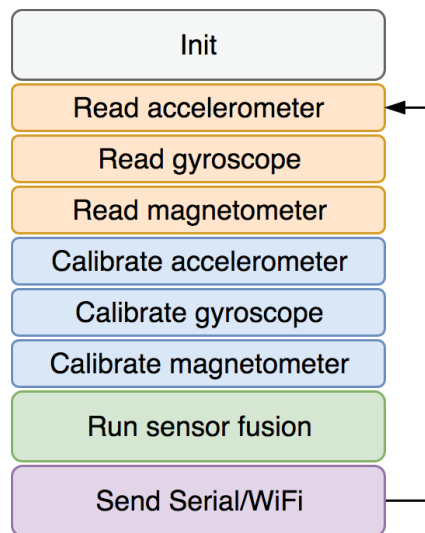 Init
Read accelerometer
Read gyroscope
Read magnetometer
Calibrate accelerometer
Calibrate gyroscope
Calibrate magnetometer
Run sensor fusion
Send Serial/WiFi